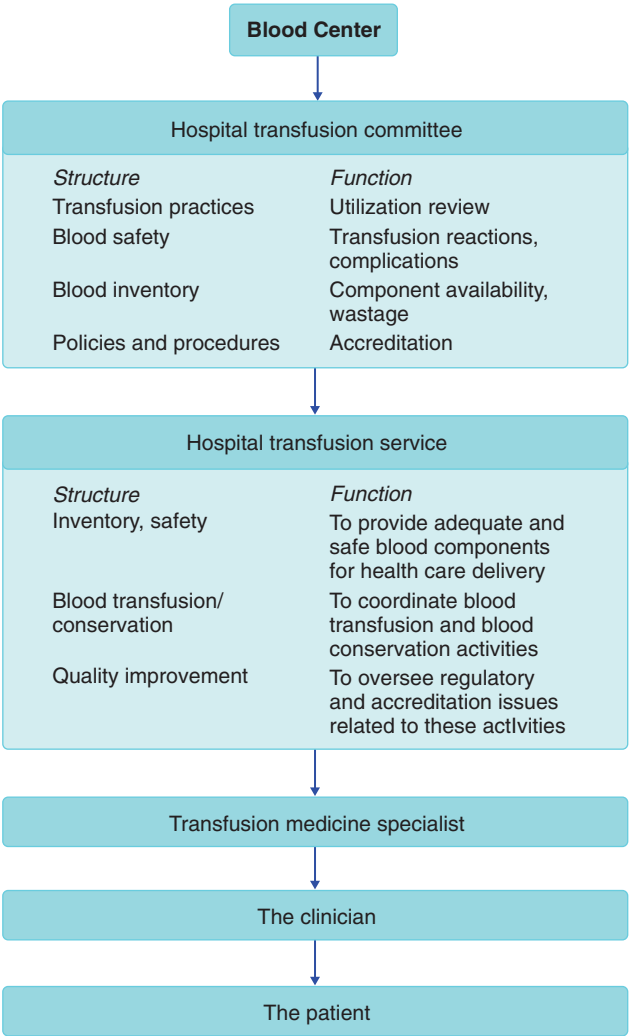 Blood Center
Hospital transfusion committee
Structure
Function
Transfusion practices
Utilization review
Blood safety
Transfusion reactions,
complications
Blood inventory
Component availability,
wastage
Policies and procedures
Accreditation
Hospital transfusion service
Structure
Function
Inventory, safety
To provide adequate and
safe blood components
for health care delivery
Blood transfusion/
conservation
To coordinate blood
transfusion and blood
conservation activities
Quality improvement
To oversee regulatory
and accreditation issues
related to these actIvities
Transfusion medicine specialist
The clinician
The patient